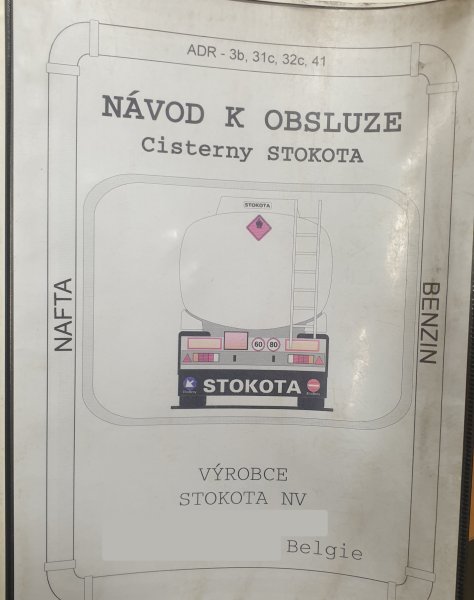 ADR - 3b, 31c, 32c, 41
NÁVOD K OBSLUZE
Cisterny STOKOTA
STOKOTA
NAFTA
BENZIN
60 80
STOKOTA
VÝROBCE
STOKOTA NV
Belgie